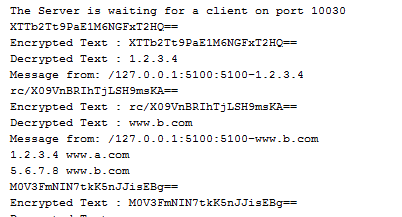 The Server is waiting for a client on port 10030
XTTb2Tt9PaE1M6NGFxT2HQ==
Encrypted Text : XTTb2Tt9PaE1M6NGFxT2HQ==
Decrypted Text : 1.2.3.4
Message from: /127.0.0.1:5100:5100-1.2.3.4
rc/X09VnBRIhTjLSH9msKA==
Encrypted Text : rc/X09VnBRIhTjLSH9msKA==
Decrypted Text : www.b.com
Message from: /127.0.0.1:5100:5100-www.b.com
1.2.3.4 www.a.com
5.6.7.8 www.b.com
M0V3FmNIN7tkK5nJJisEBg==
Encrypted Text : M0V3FmNIN7tkK5nJJisEBg==